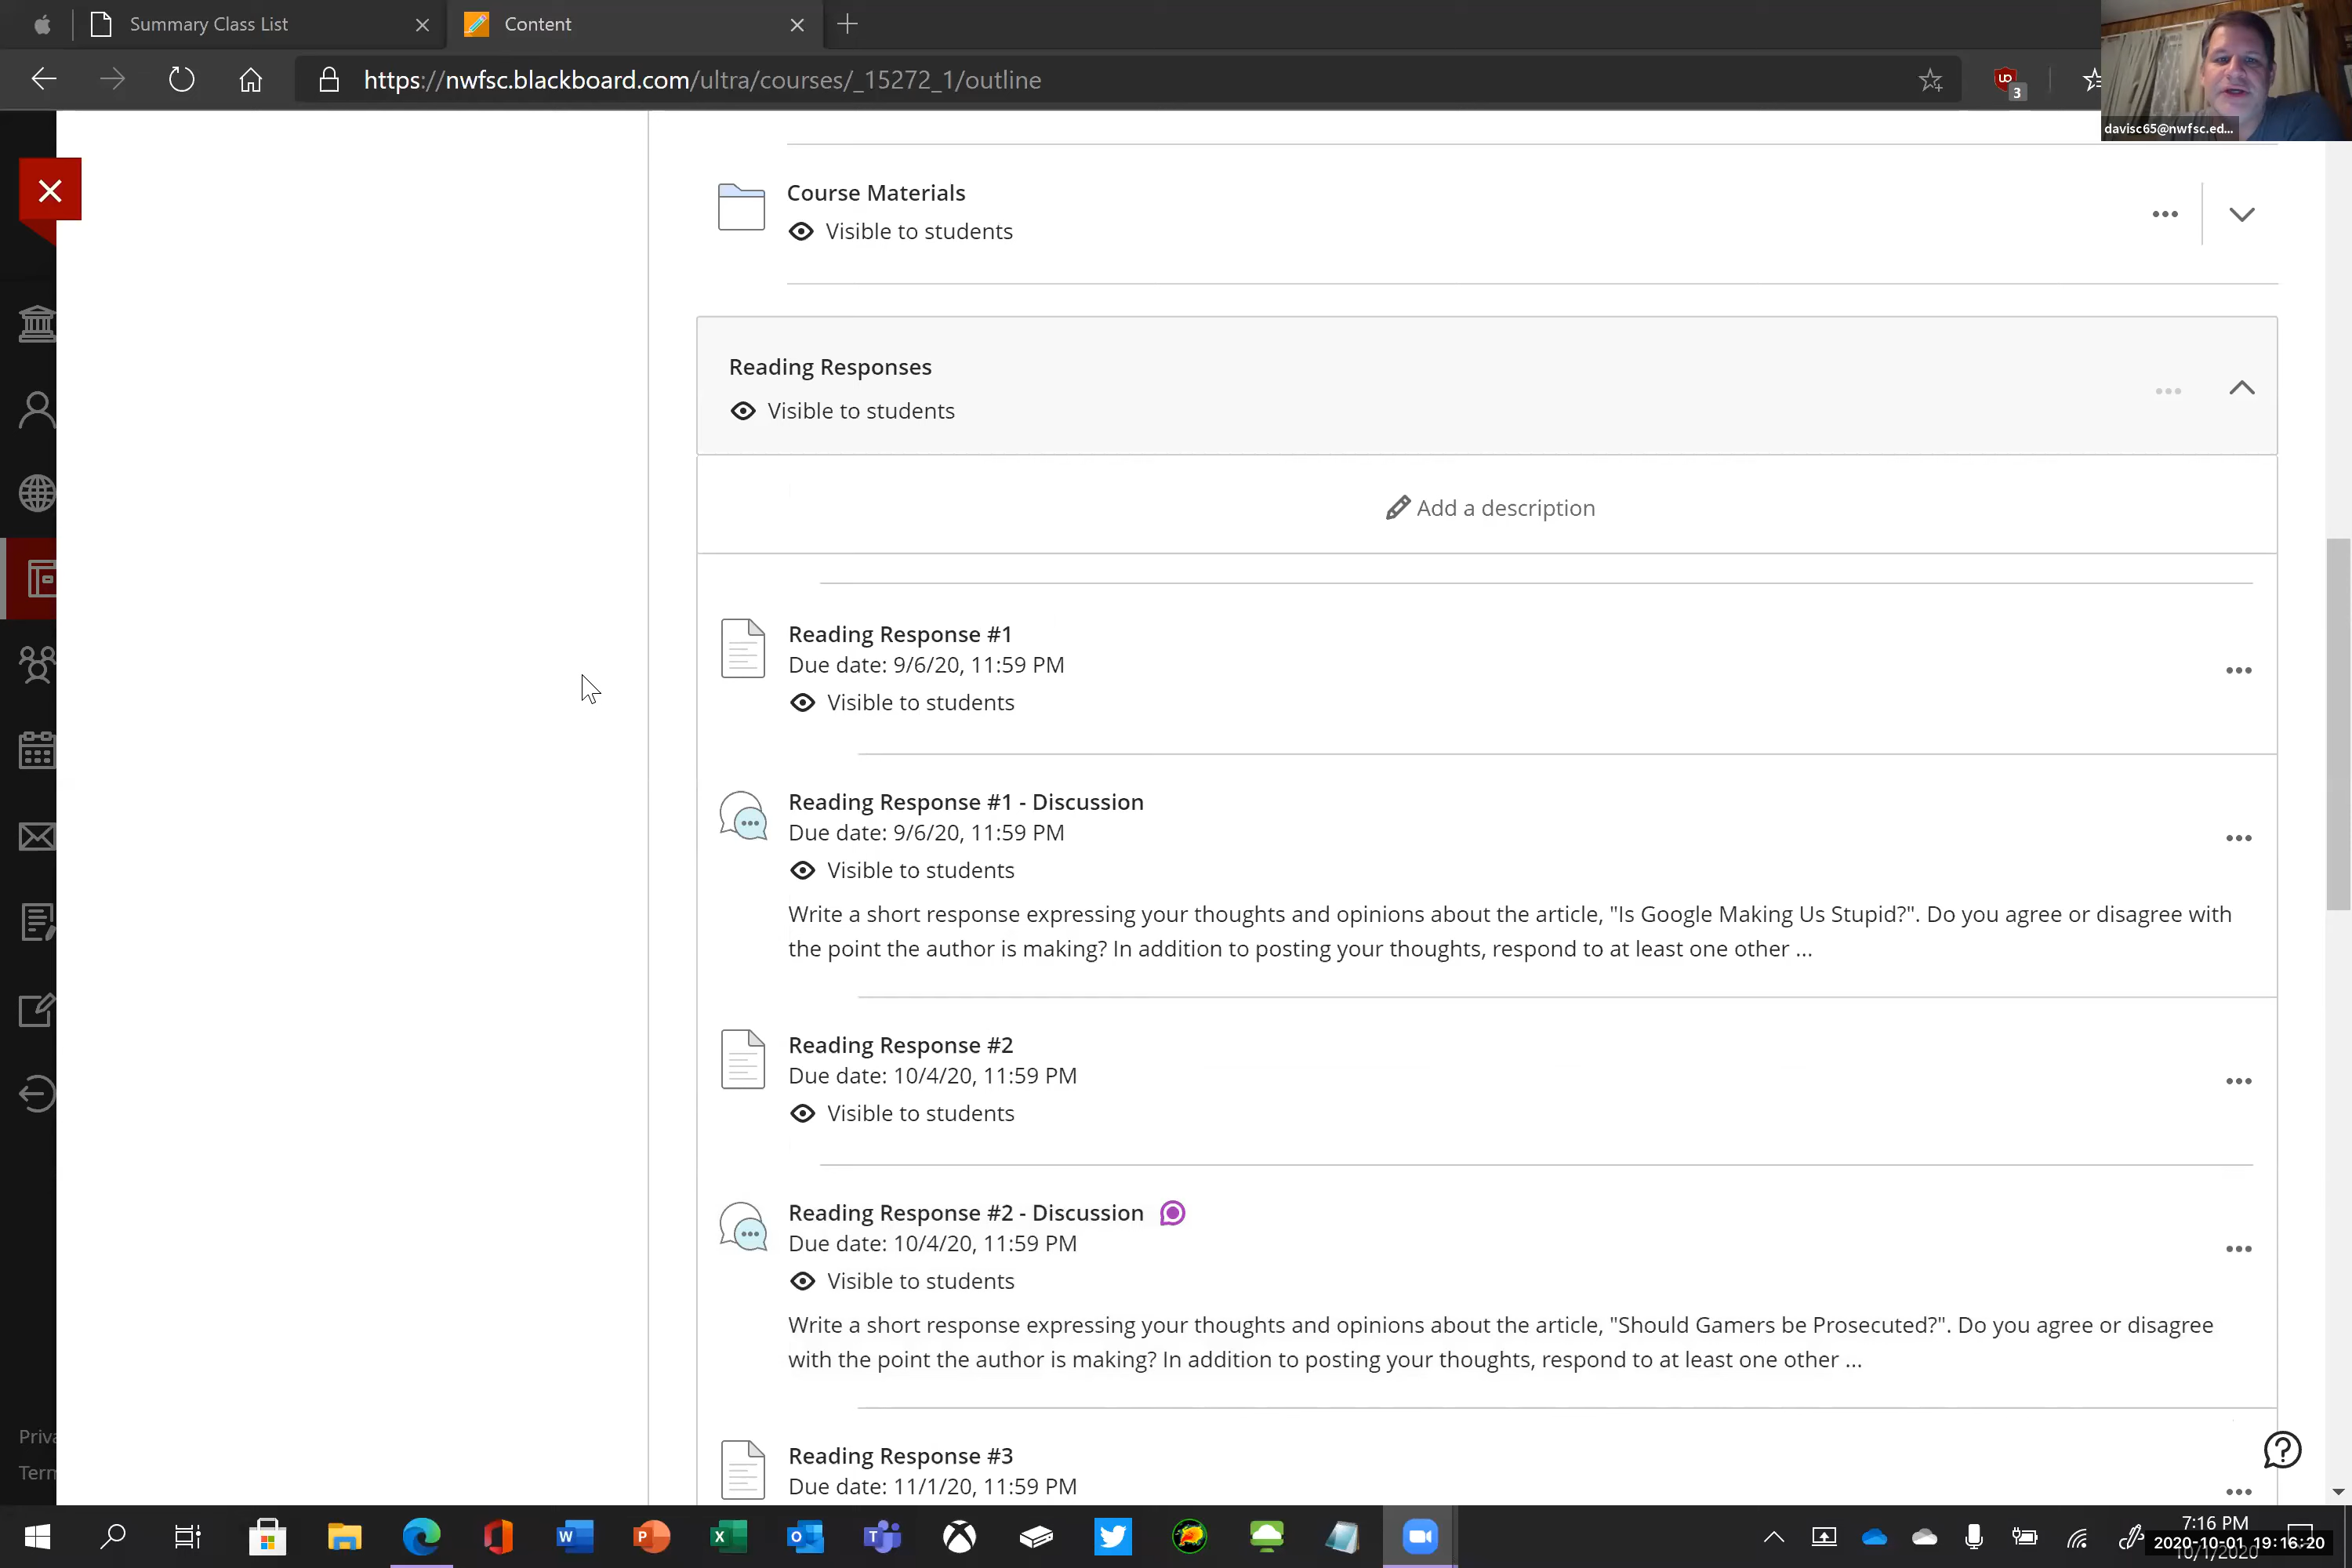 Summary Class List
Content
https://nwfsc.blackboard.com/ultra/courses/_15272_1/outline
3
davisc65@nwfsc.ed...
Course Materials
Visible to students
Reading Responses
Visible to students
Add a description
Reading Response #1
Due date: 9/6/20, 11:59 PM
Visible to students
Reading Response #1 - Discussion
Due date: 9/6/20, 11:59 PM
Visible to students
Write a short response expressing your thoughts and opinions about the article, "Is Google Making Us Stupid?". Do you agree or disagree with
the point the author is making? In addition to posting your thoughts, respond to at least one other ...
Reading Response #2
Due date: 10/4/20, 11:59 PM
Visible to students
Reading Response #2 - Discussion
Due date: 10/4/20, 11:59 PM
Visible to students
Write a short response expressing your thoughts and opinions about the article, "Should Gamers be Prosecuted?". Do you agree or disagree
with the point the author is making? In addition to posting your thoughts, respond to at least one other ...
Priva
Reading Response #3
Term
Due date: 11/1/20, 11:59 PM
7:16 PM
2020-10-01 19:16:20
10/1/2020